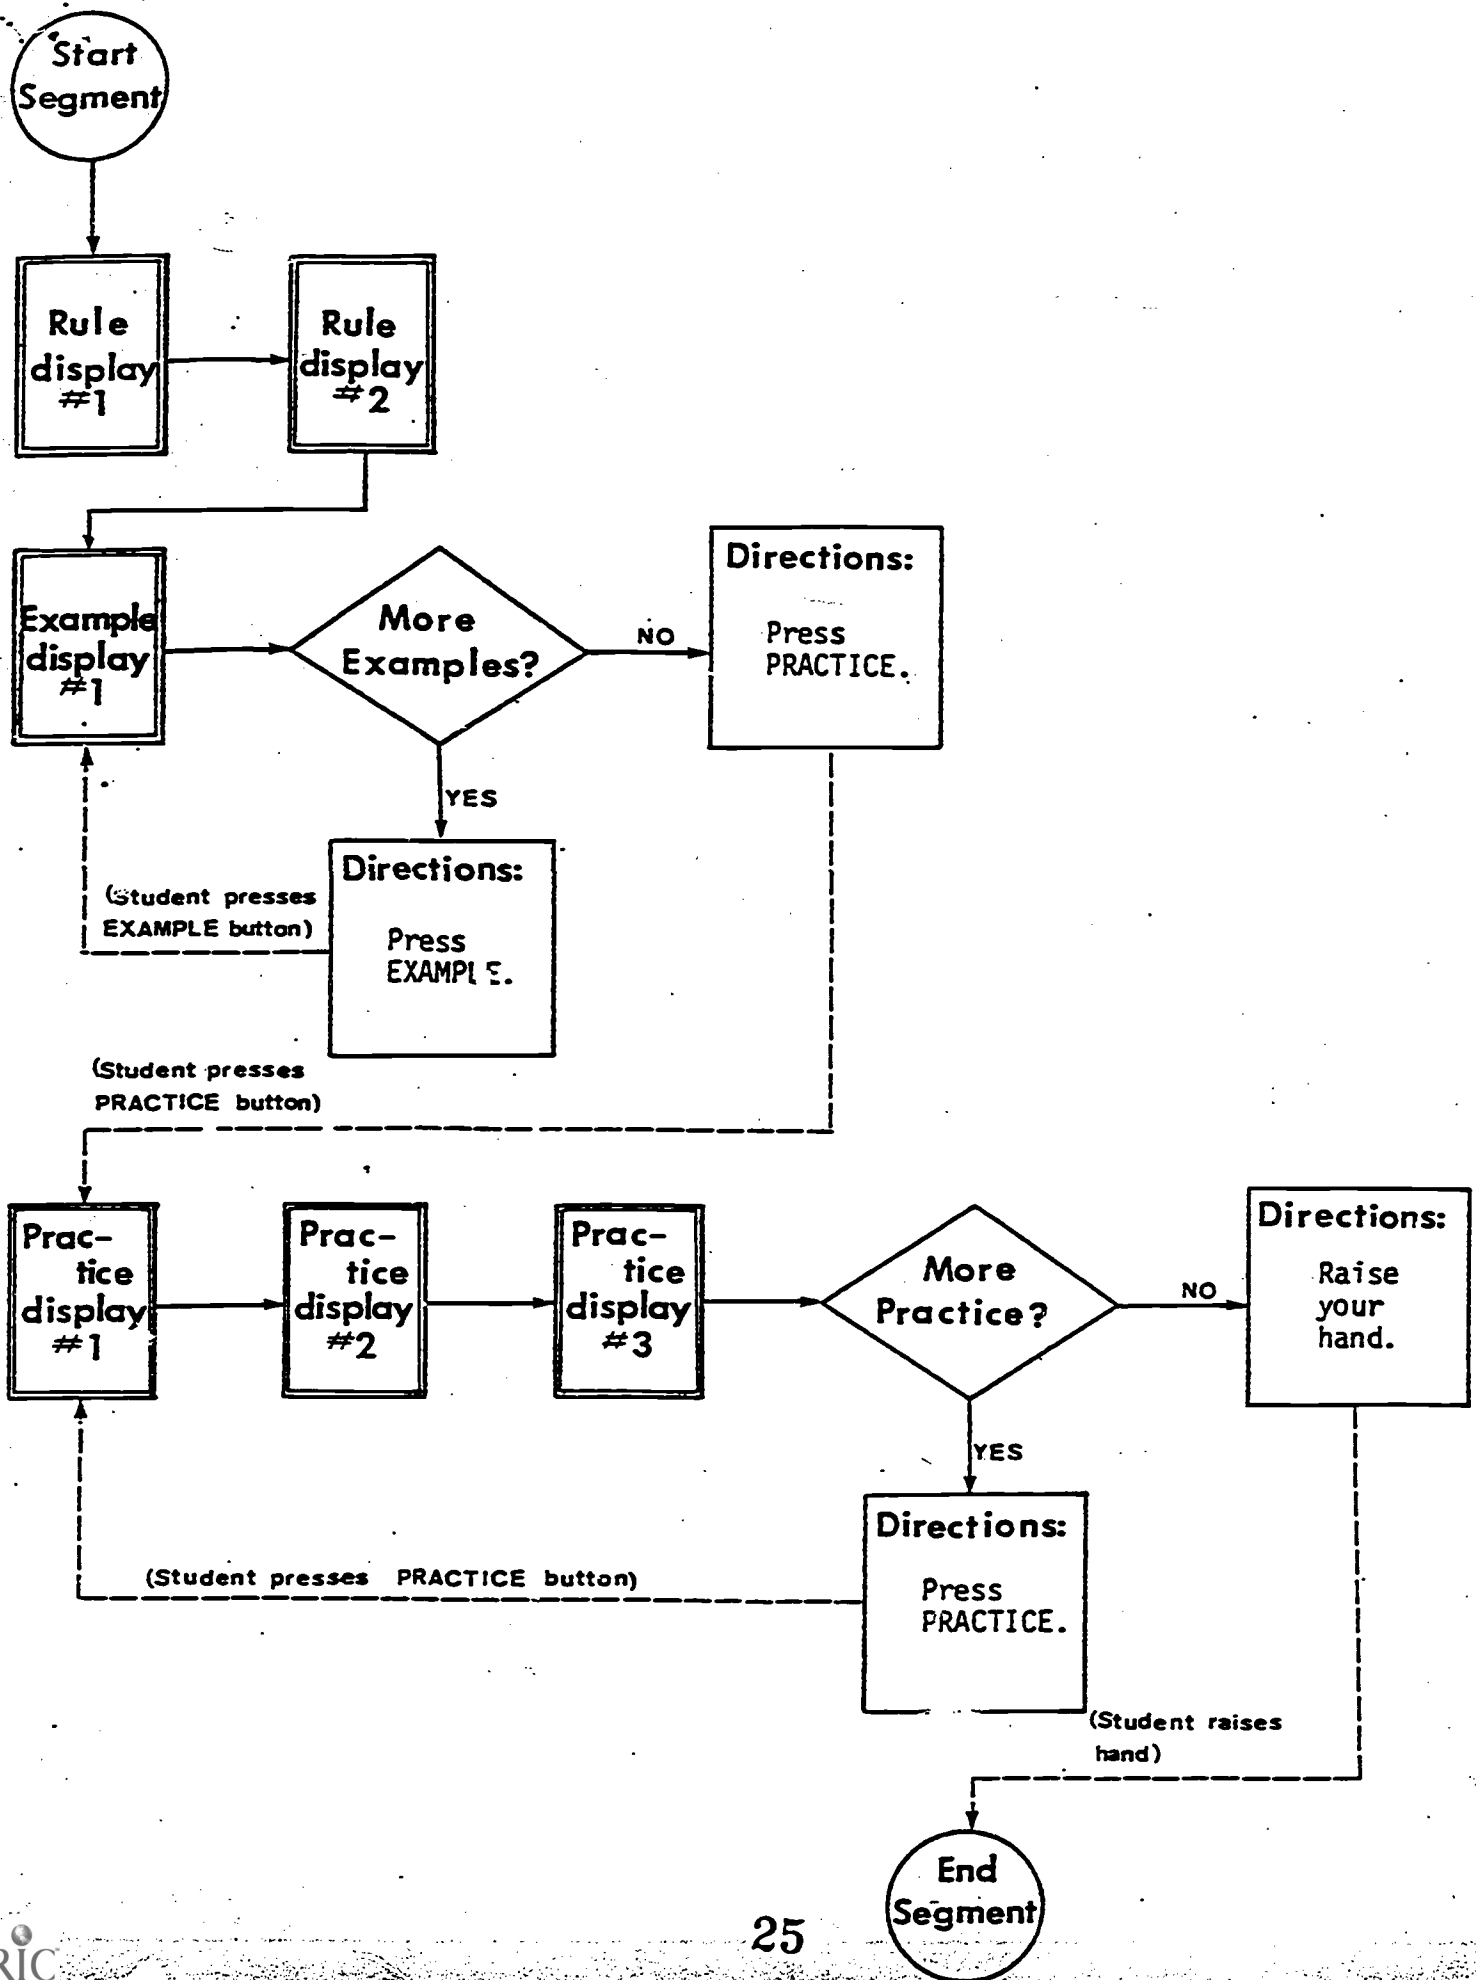 Start
Segment
Rule
display
#1
Rule
display
#2
Example
display
#1
More
Examples?
NO
Directions:
Press
PRACTICE.
YES
Directions:
Press
EXAMPLE.
(Student presses
EXAMPLE button)
(Student presses
PRACTICE button)
Prac-
tice
display
#1
Prac-
tice
display
#2
Prac-
tice
display
#3
More
Practice?
NO
Directions:
Raise
your
hand.
YES
Directions:
Press
PRACTICE.
(Student presses PRACTICE button)
(Student raises
hand)
End
Segment
25
RIC